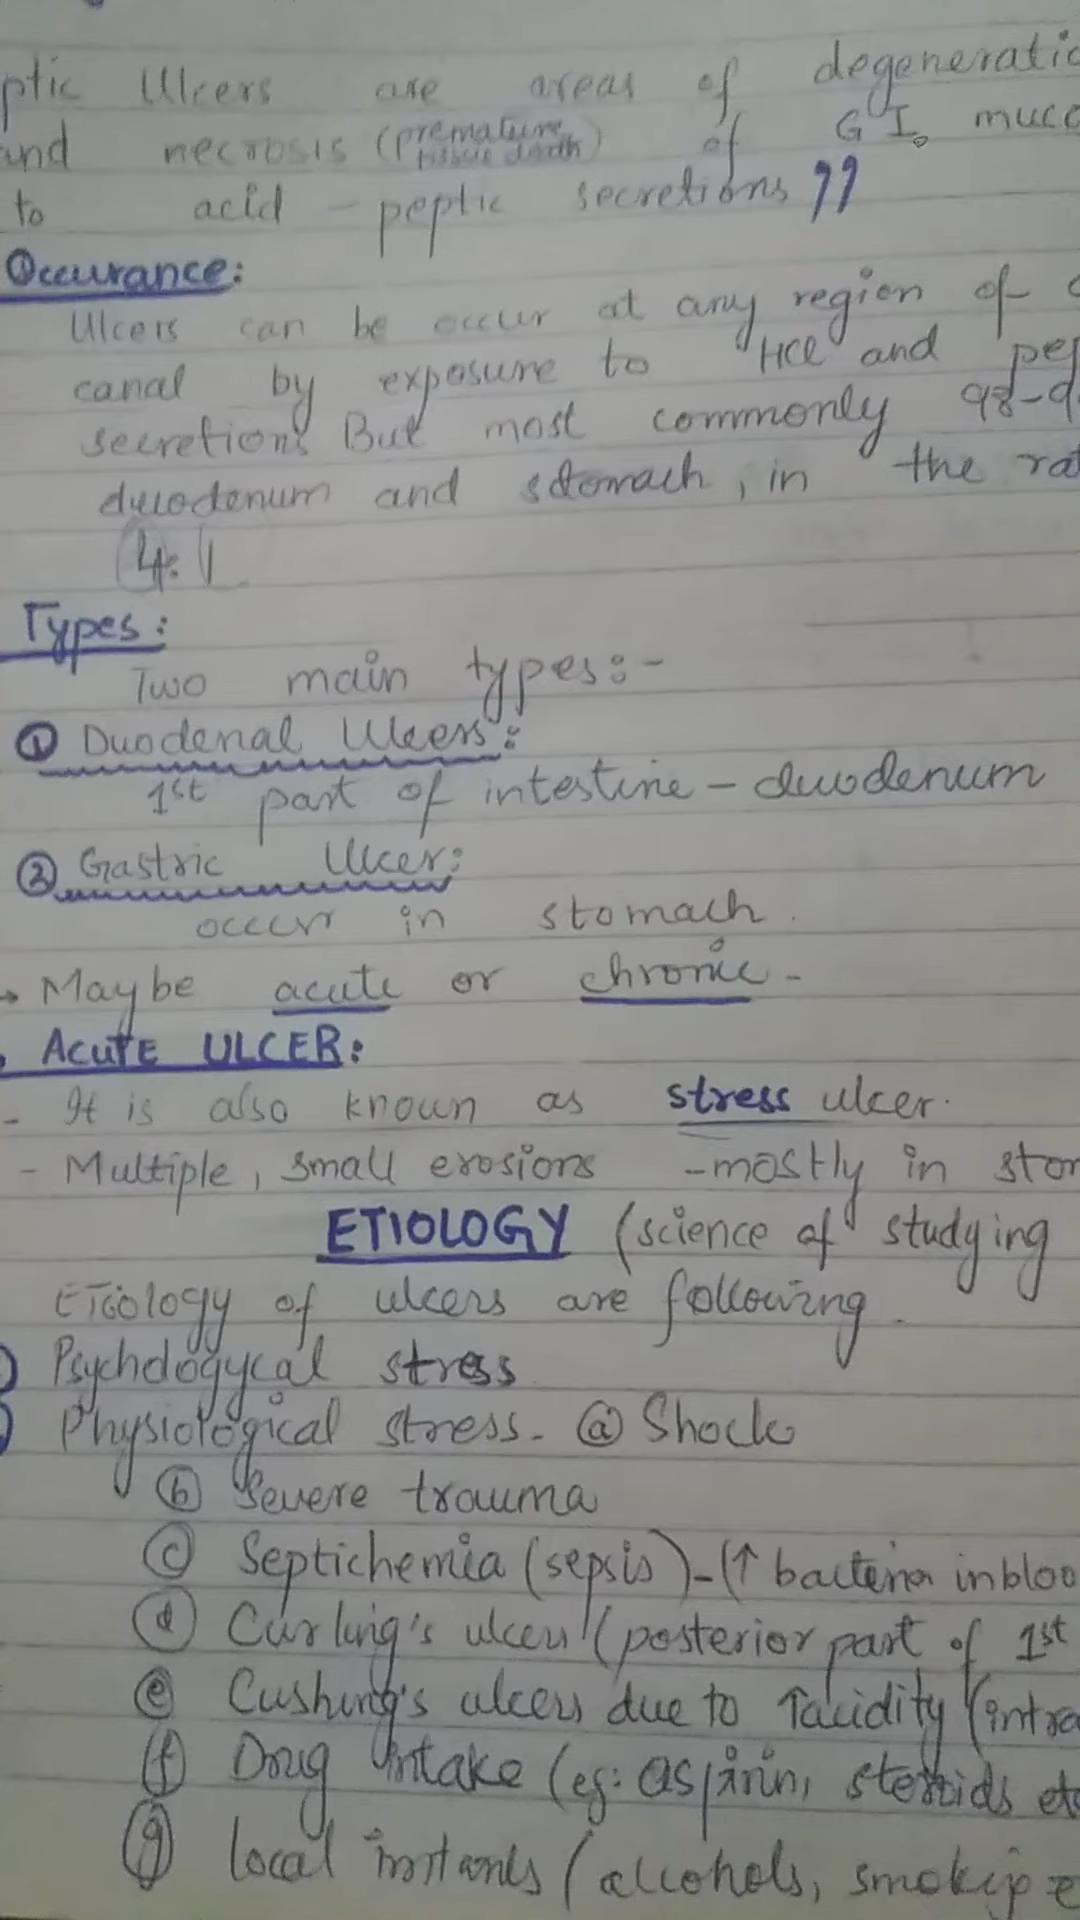 ptic Ulcers are areas of degeneratio
and necrosis (premature tissue death) of G I. muco
to acid - peptic secretions ”
Occurance:
Ulcers can be occur at any region of
canal by exposure to "HCl and pep
secretions But most commonly 98-9
duodenum and stomach, in the rat
4:1
Types:
Two main types:-
① Duodenal Ulcers:
1st part of intestine - duodenum
② Gastric Ulcer:
occur in stomach.
→ May be acute or chronic -
ACUTE ULCER:
- It is also known as stress ulcer.
- Multiple, small erosions - mostly in stom
ETIOLOGY (science of studying
Etiology of ulcers are following.
Psychologycal stress
Physiological stress - ⓐ Shock
ⓑ Severe trauma
ⓒ Septichemia (sepsis) - (↑ bacteria in bloo
ⓓ Curling's ulcers (posterior part of 1st
ⓔ Cushing's ulcers due to ↑acidity (intra
ⓕ Drug intake (eg: aspirin, steroids etc
ⓖ local irritants (alcohols, smoking e